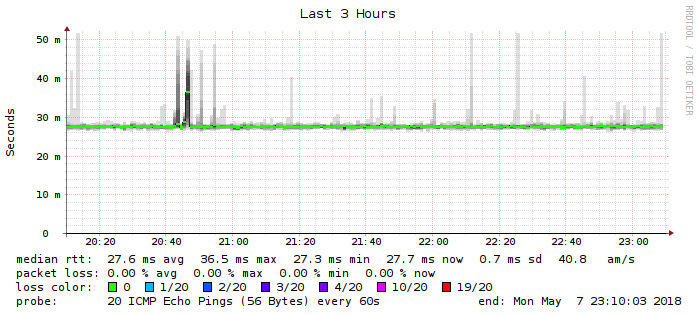 Last 3 Hours
RRDTOOL / TOBI OETIKER
Seconds
50 m
40 m
30 m
20 m
10 m
0
20:20 20:40 21:00 21:20 21:40 22:00 22:20 22:40 23:00
median rtt: 27.6 ms avg 36.5 ms max 27.3 ms min 27.7 ms now 0.7 ms sd 40.8 am/s
packet loss: 0.00 % avg 0.00 % max 0.00 % min 0.00 % now
loss color: 0 1/20 2/20 3/20 4/20 10/20 19/20
probe: 20 ICMP Echo Pings (56 Bytes) every 60s end: Mon May 7 23:10:03 2018